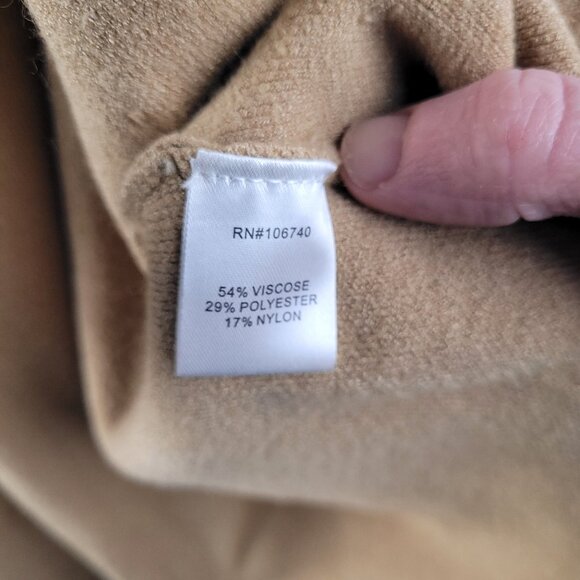 RN#106740
54% VISCOSE
29% POLYESTER
17% NYLON